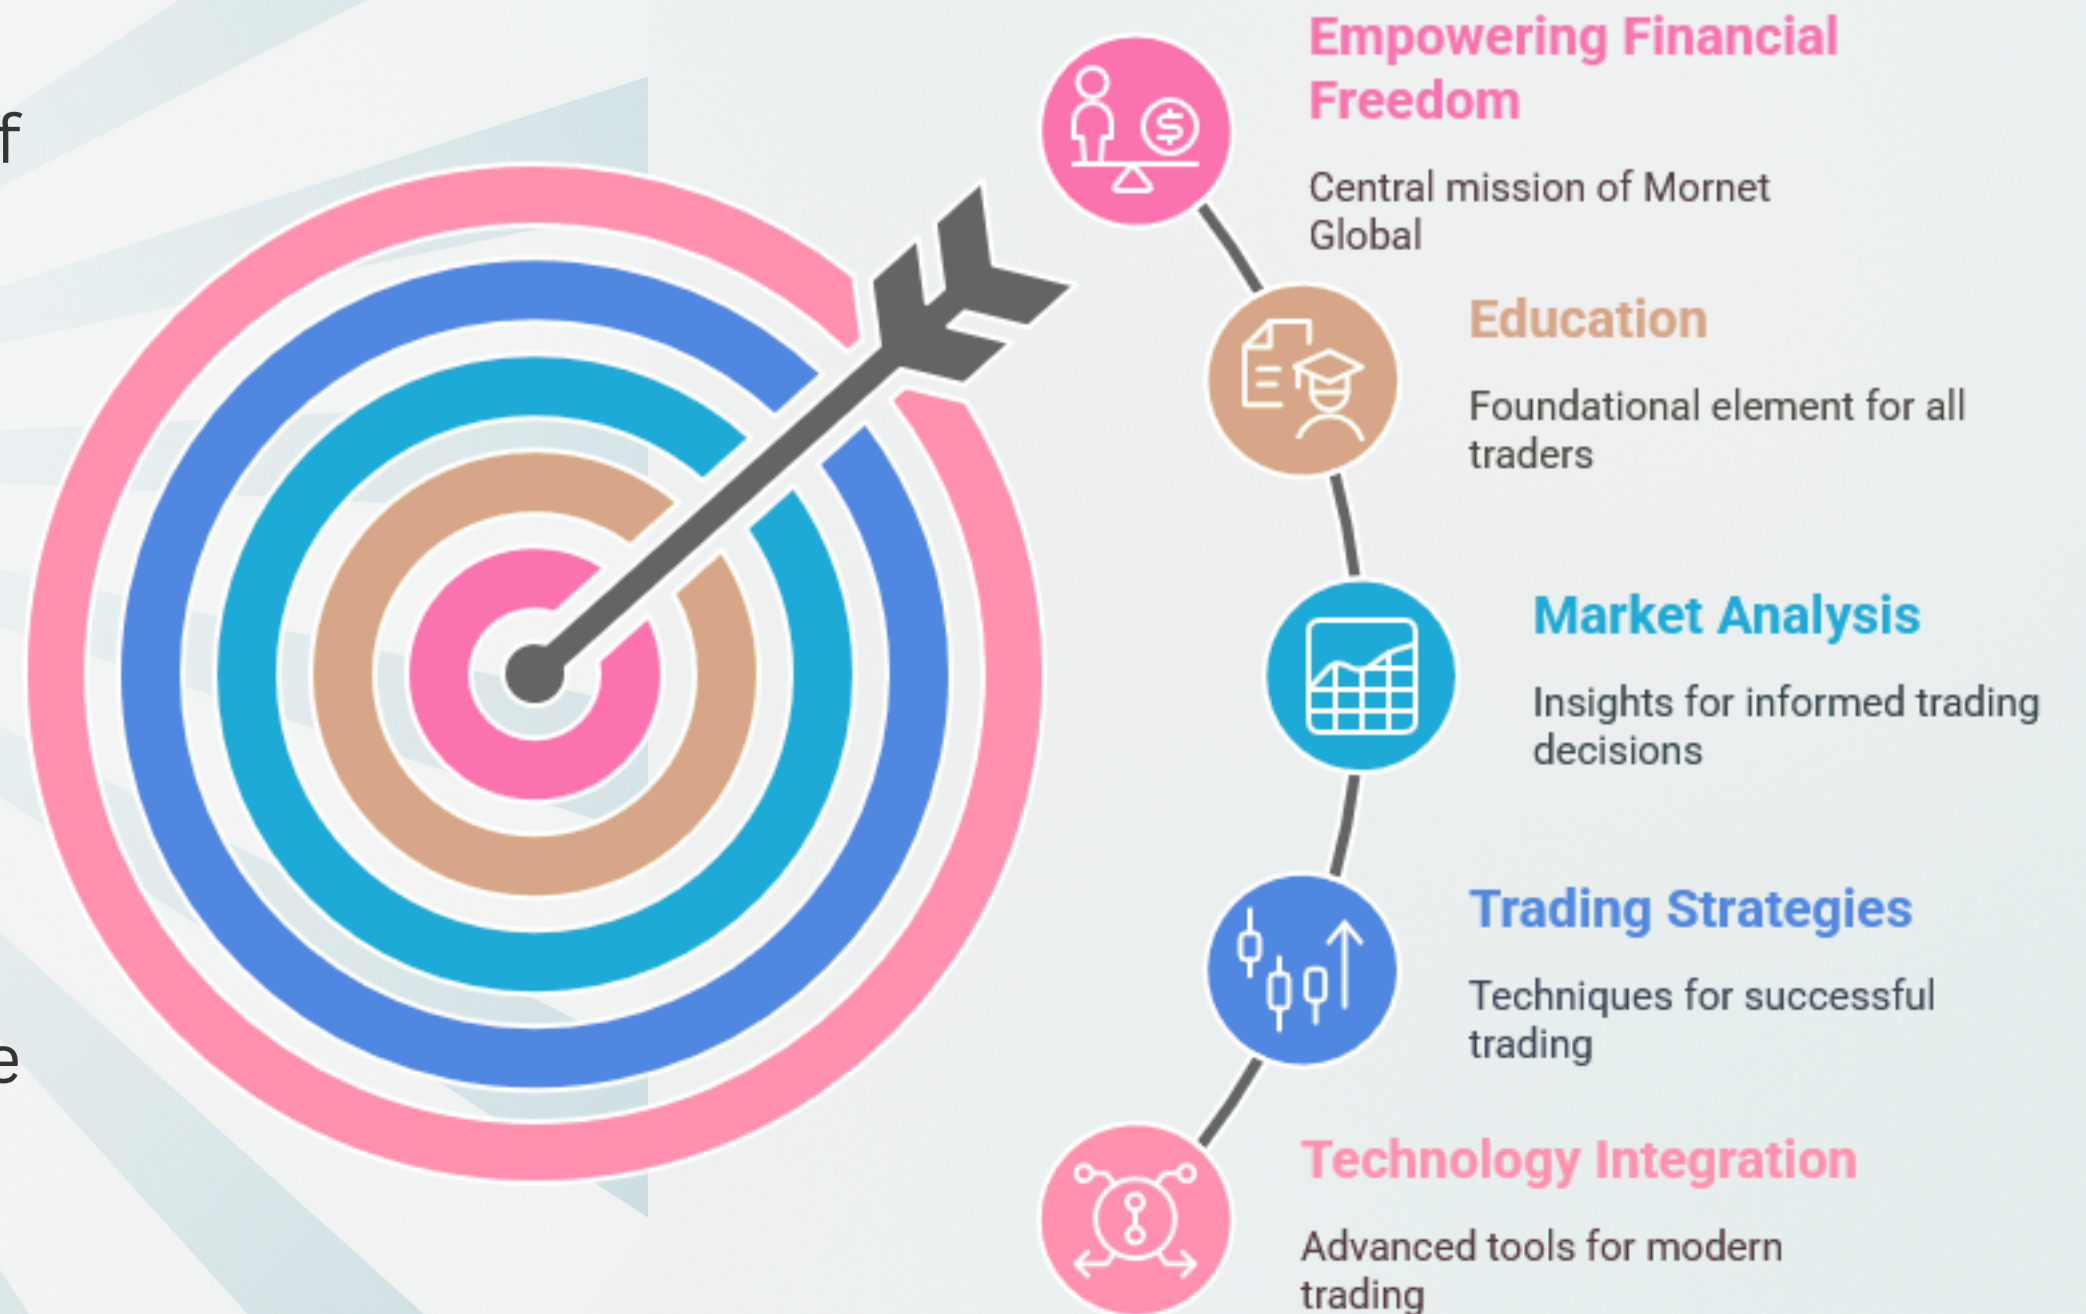 f
e
Empowering Financial
Freedom
Central mission of Mornet
Global
Education
Foundational element for all
traders
Market Analysis
Insights for informed trading
decisions
Trading Strategies
Techniques for successful
trading
Technology Integration
Advanced tools for modern
trading